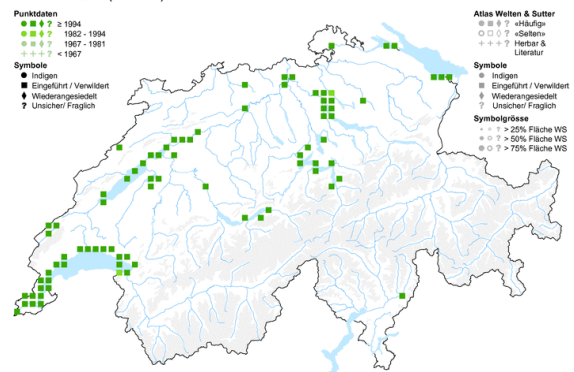 Punktdaten
● ■ ♦ ? ≥ 1994
● ■ ♦ ? 1982 - 1994
● ■ ♦ ? 1967 - 1981
+ + + ? < 1967
Symbole
● Indigen
■ Eingeführt / Verwildert
♦ Wiederangesiedelt
? Unsicher/ Fraglich
Atlas Welten & Sutter
● ■ ♦ ? «Häufig»
○ □ ◊ ? «Selten»
+ + + ? Herbar &
Literatur
Symbole
● Indigen
■ Eingeführt / Verwildert
♦ Wiederangesiedelt
? Unsicher/ Fraglich
Symbolgrösse
? > 25% Fläche WS
? > 50% Fläche WS
? > 75% Fläche WS